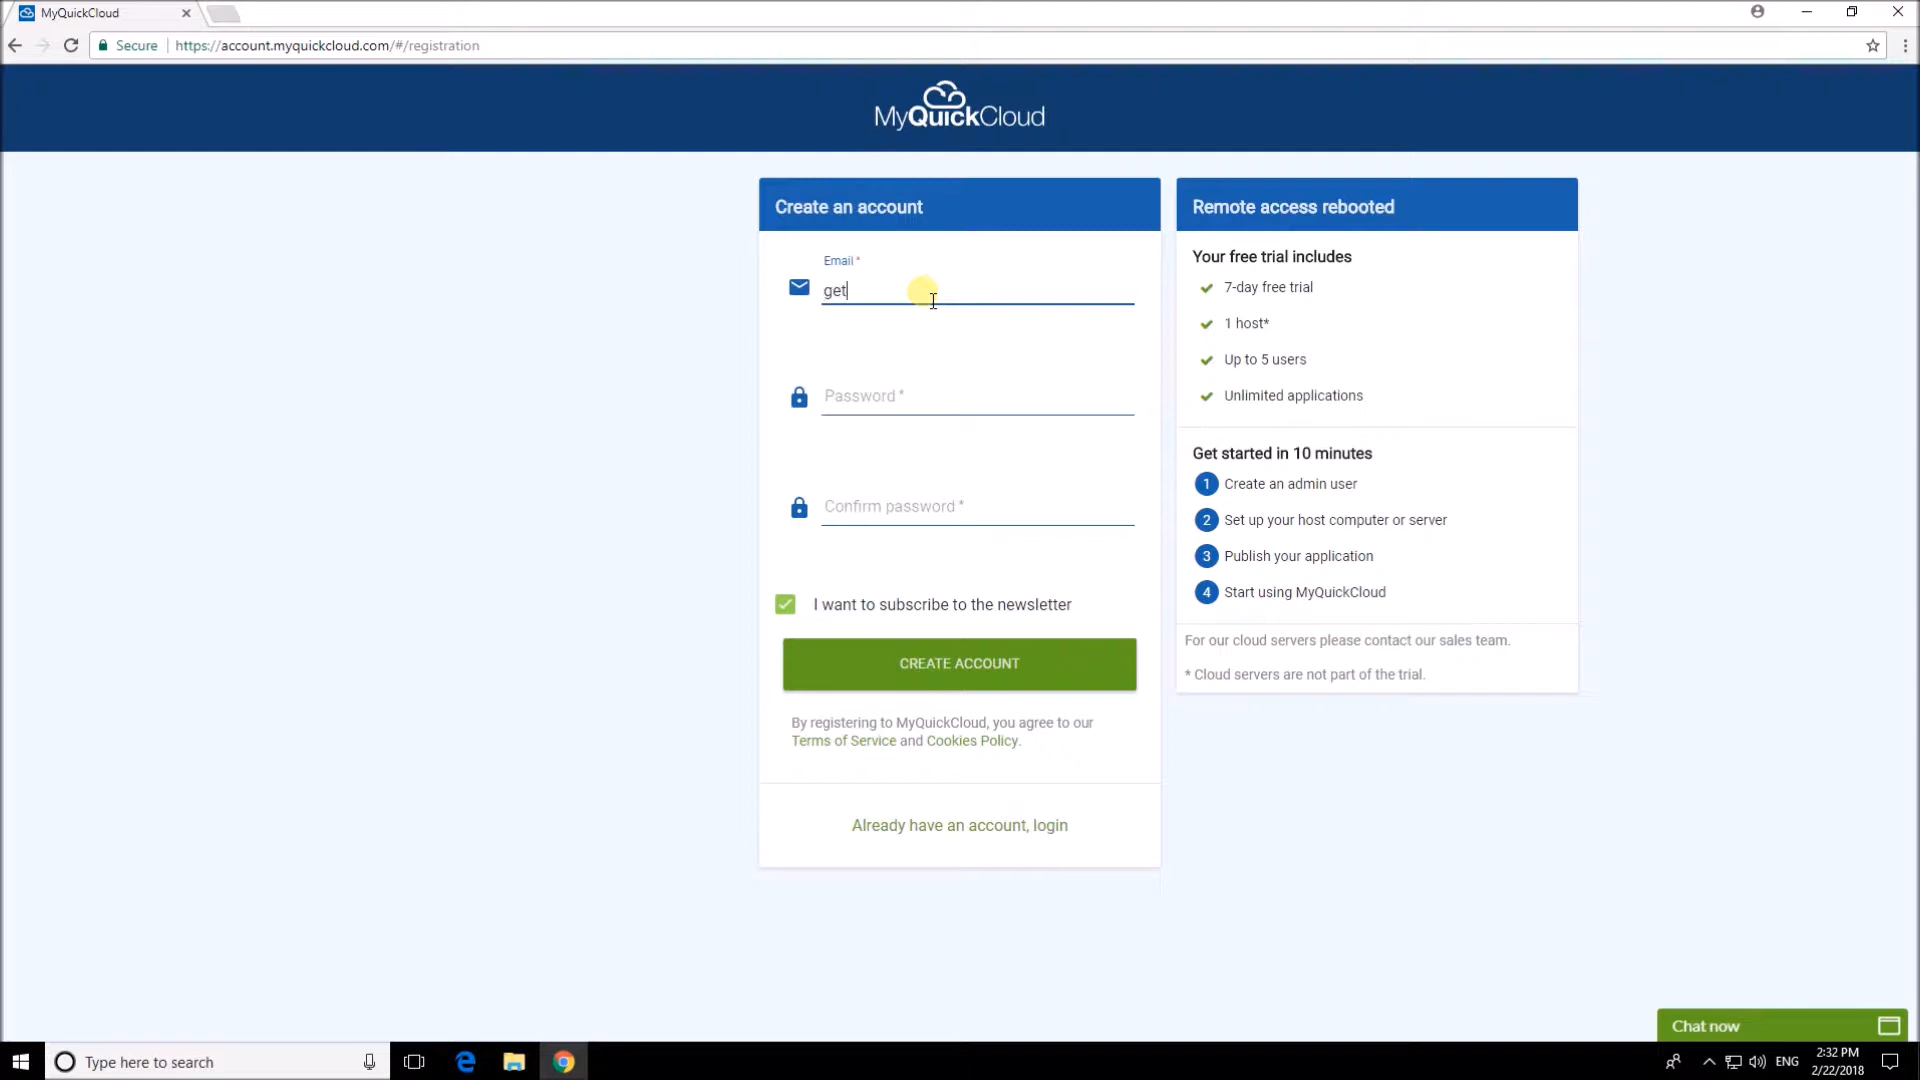 MyQuickCloud
Secure
https://account.myquickcloud.com/#/registration
MyQuickCloud
Create an account
Email *
get
Password *
Confirm password *
I want to subscribe to the newsletter
CREATE ACCOUNT
By registering to MyQuickCloud, you agree to our
Terms of Service and Cookies Policy.
Already have an account, login
Remote access rebooted
Your free trial includes
7-day free trial
1 host*
Up to 5 users
Unlimited applications
Get started in 10 minutes
1 Create an admin user
2 Set up your host computer or server
3 Publish your application
4 Start using MyQuickCloud
For our cloud servers please contact our sales team.
* Cloud servers are not part of the trial.
Chat now
Type here to search
ENG
2:32 PM
2/22/2018